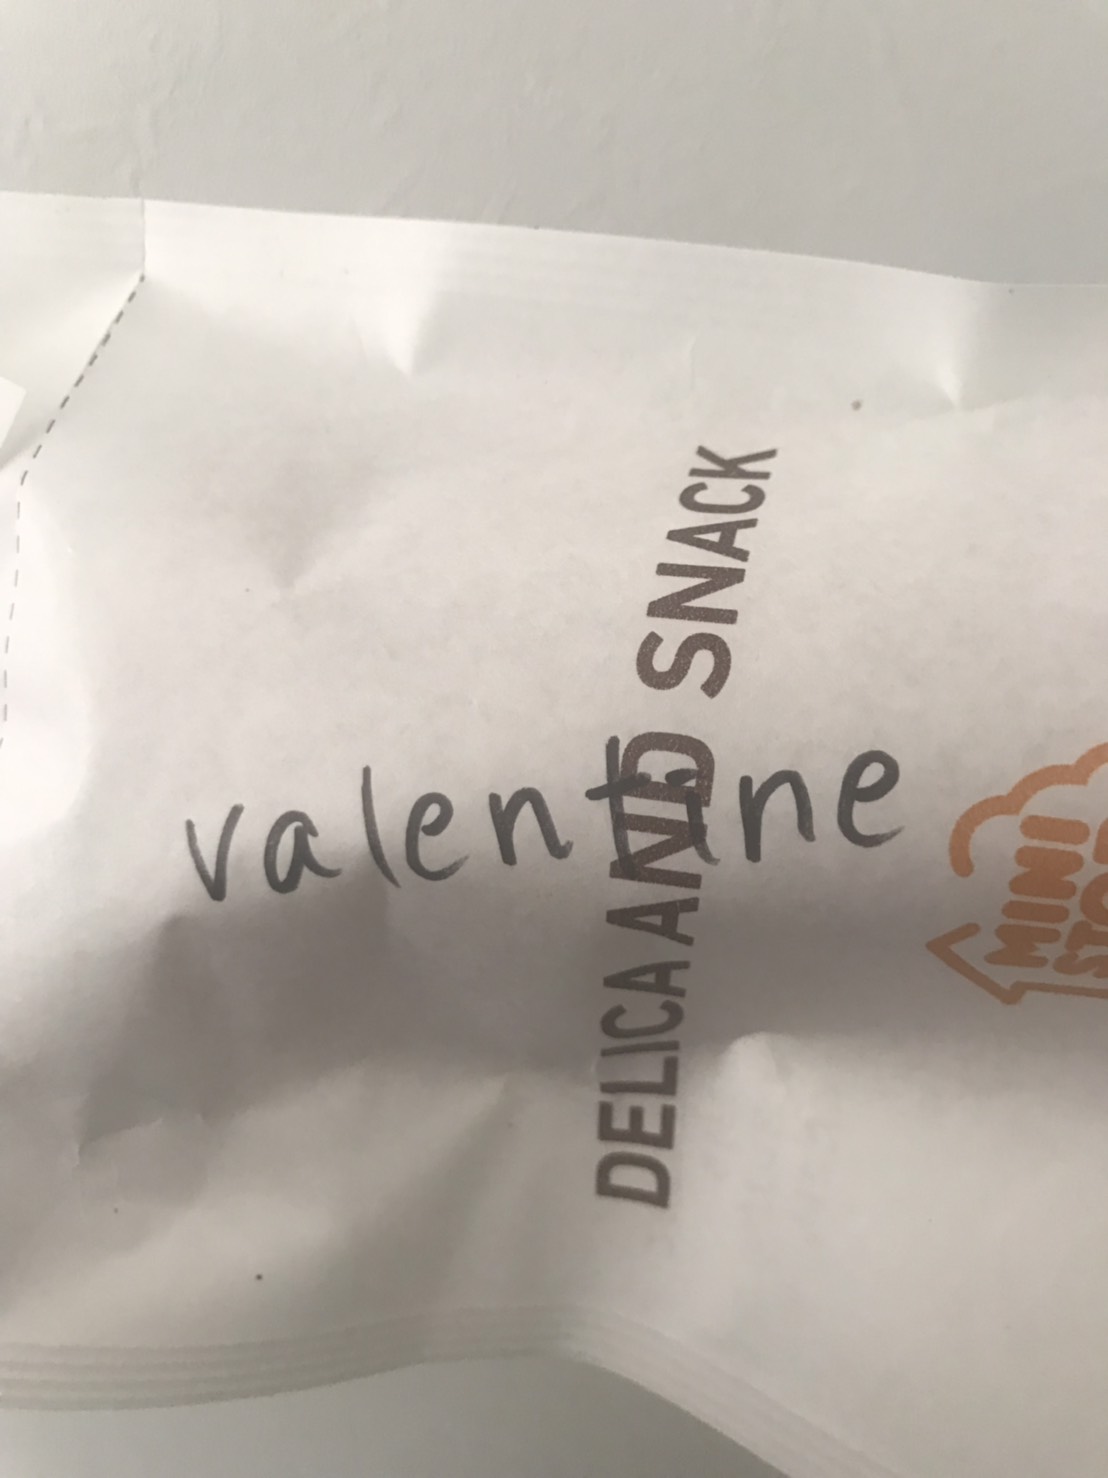 valentine
DELICA AND SNACK
MINI